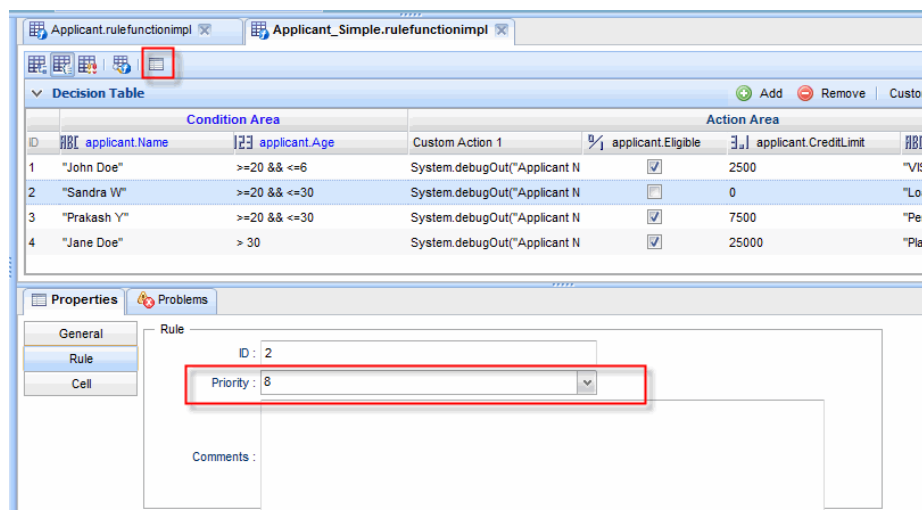 Applicant.rulefunctionimpl Applicant_Simple.rulefunctionimpl
Decision Table Add Remove Custo
Condition Area Action Area
ID applicant.Name applicant.Age Custom Action 1 applicant.Eligible applicant.CreditLimit
1 "John Doe" >=20 && <=6 System.debugOut("Applicant N 2500 "VIS
2 "Sandra W" >=20 && <=30 System.debugOut("Applicant N 0 "Lo
3 "Prakash Y" >=20 && <=30 System.debugOut("Applicant N 7500 "Pe
4 "Jane Doe" > 30 System.debugOut("Applicant N 25000 "Pla
Properties Problems
General Rule
ID : 2
Rule
Priority : 8
Cell
Comments :